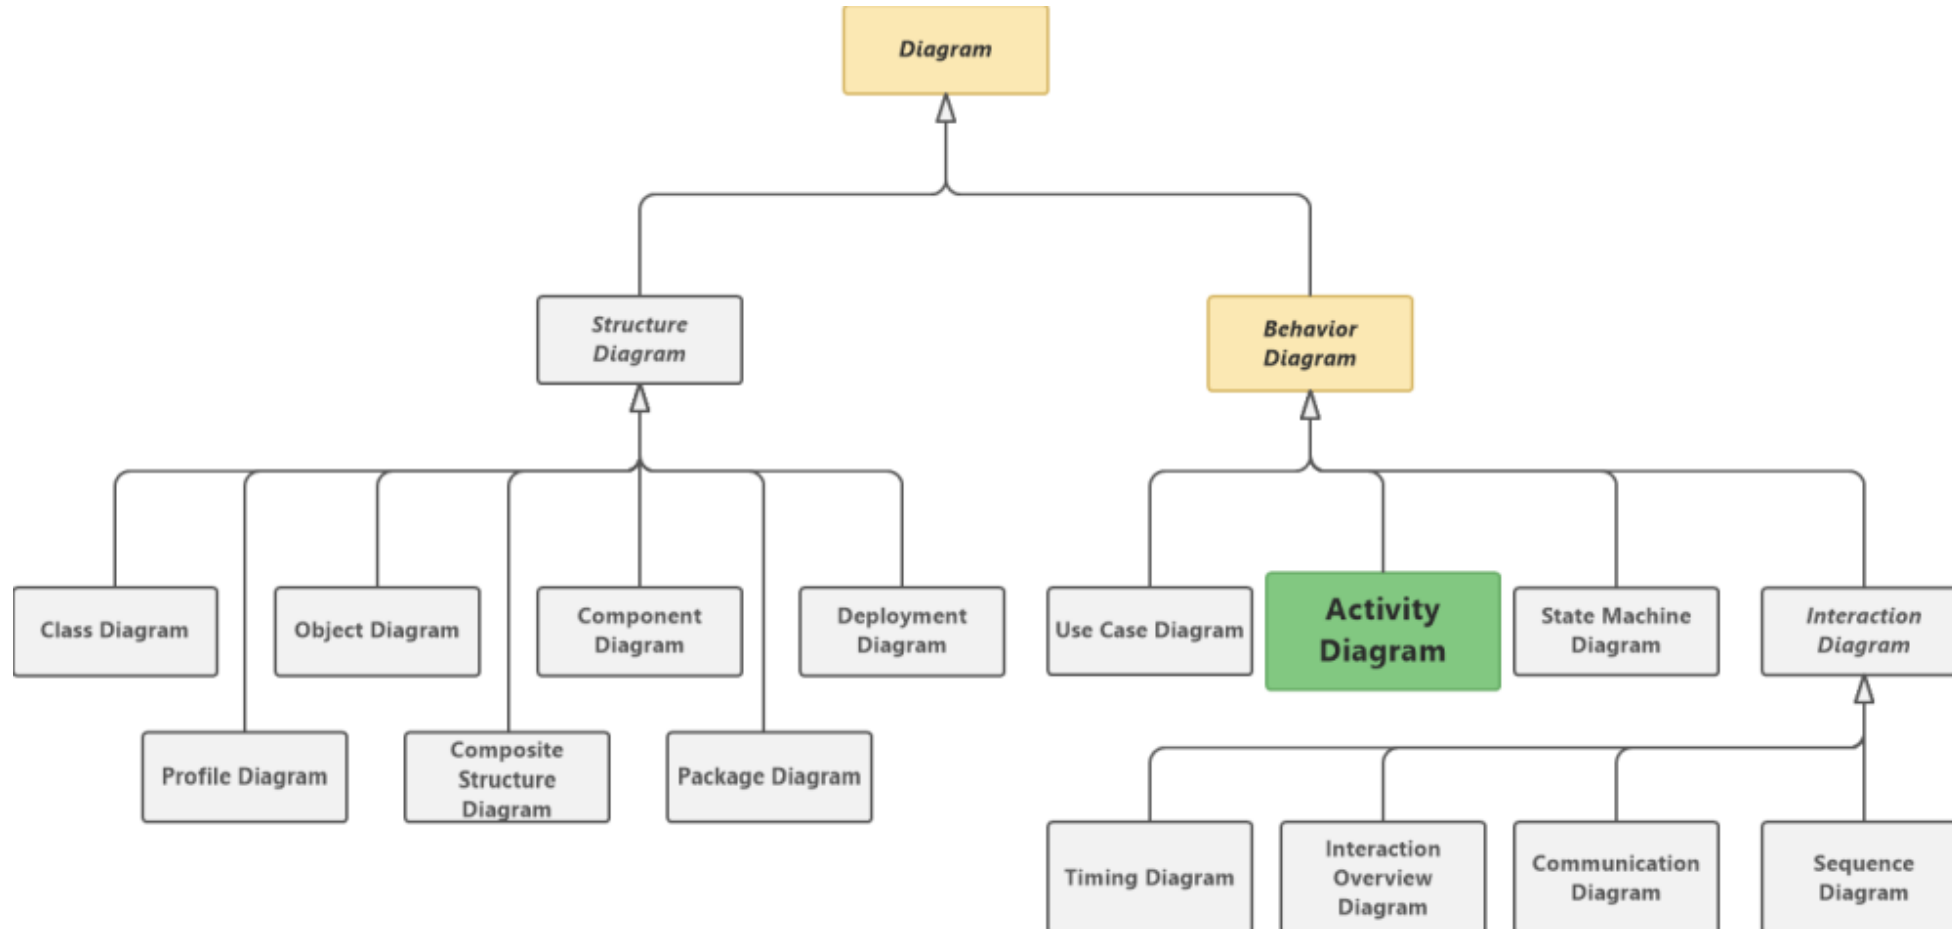 Diagram
Structure
Diagram
Behavior
Diagram
Class Diagram
Object Diagram
Component
Diagram
Deployment
Diagram
Use Case Diagram
Activity
Diagram
State Machine
Diagram
Interaction
Diagram
Profile Diagram
Composite
Structure
Diagram
Package Diagram
Timing Diagram
Interaction
Overview
Diagram
Communication
Diagram
Sequence
Diagram